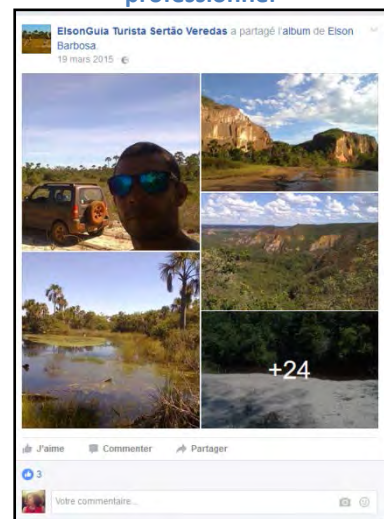 professionnel
ElsonGuia Turista Sertão Veredas a partagé l'album de Elson
Barbosa.
19 mars 2015
+24
J'aime Commenter Partager
3
Votre commentaire...